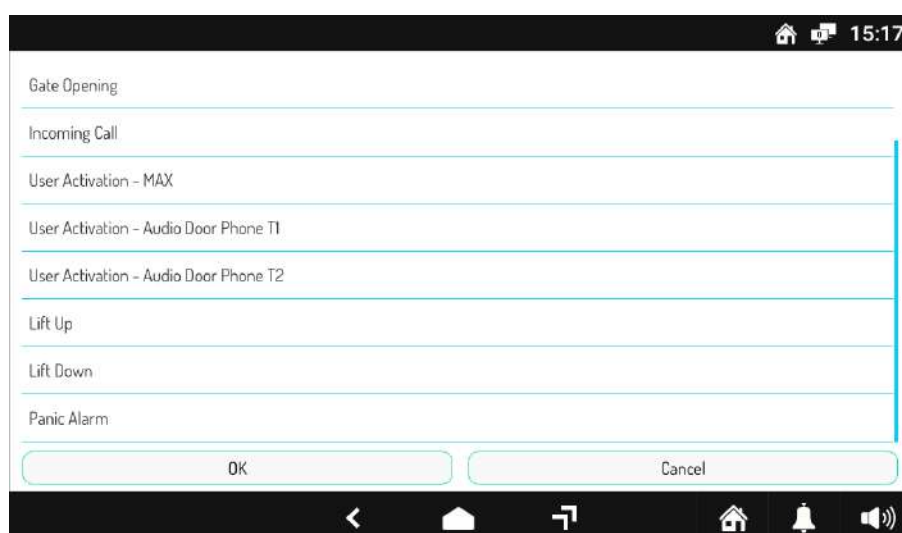 15:17
Gate Opening
Incoming Call
User Activation - MAX
User Activation - Audio Door Phone T1
User Activation - Audio Door Phone T2
Lift Up
Lift Down
Panic Alarm
OK
Cancel